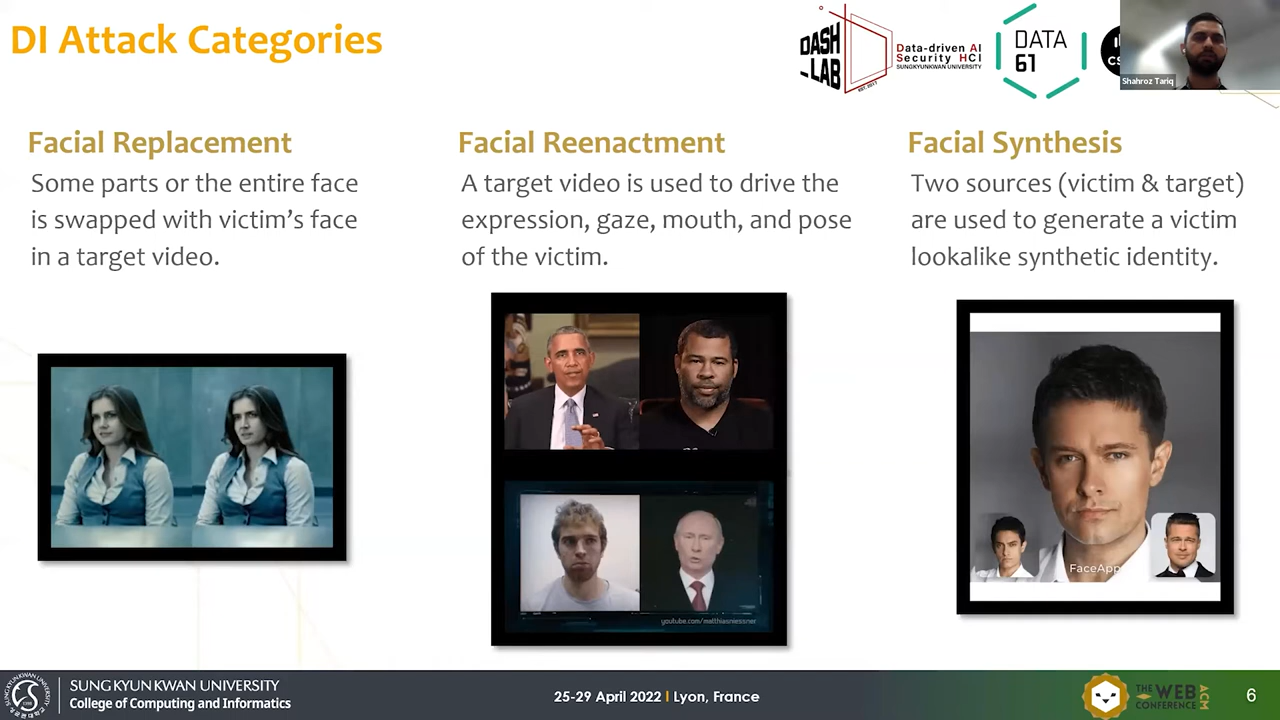 DI Attack Categories
DASH
LAB
EST. 2017
Data-driven AI
Security HCI
SUNGKYUNKWAN UNIVERSITY
DATA
61
Shahroz Tariq
Facial Replacement
Some parts or the entire face
is swapped with victim's face
in a target video.
Facial Reenactment
A target video is used to drive the
expression, gaze, mouth, and pose
of the victim.
Facial Synthesis
Two sources (victim & target)
are used to generate a victim
lookalike synthetic identity.
youtube.com/matthiasniessner
FaceApp
SUNG KYUN KWAN UNIVERSITY
College of Computing and Informatics
25-29 April 2022 I Lyon, France
THE WEB
CONFERENCE
ACM
6